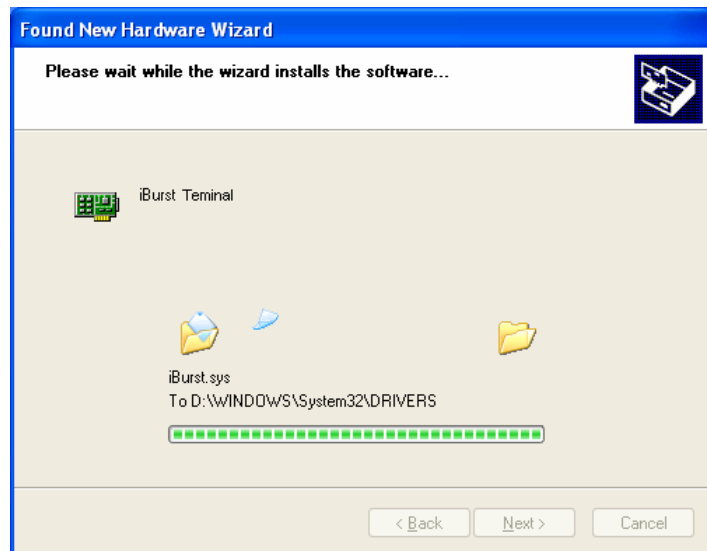 Found New Hardware Wizard
Please wait while the wizard installs the software...
iBurst Teminal
iBurst.sys
To D:\WINDOWS\System32\DRIVERS
< Back Next > Cancel